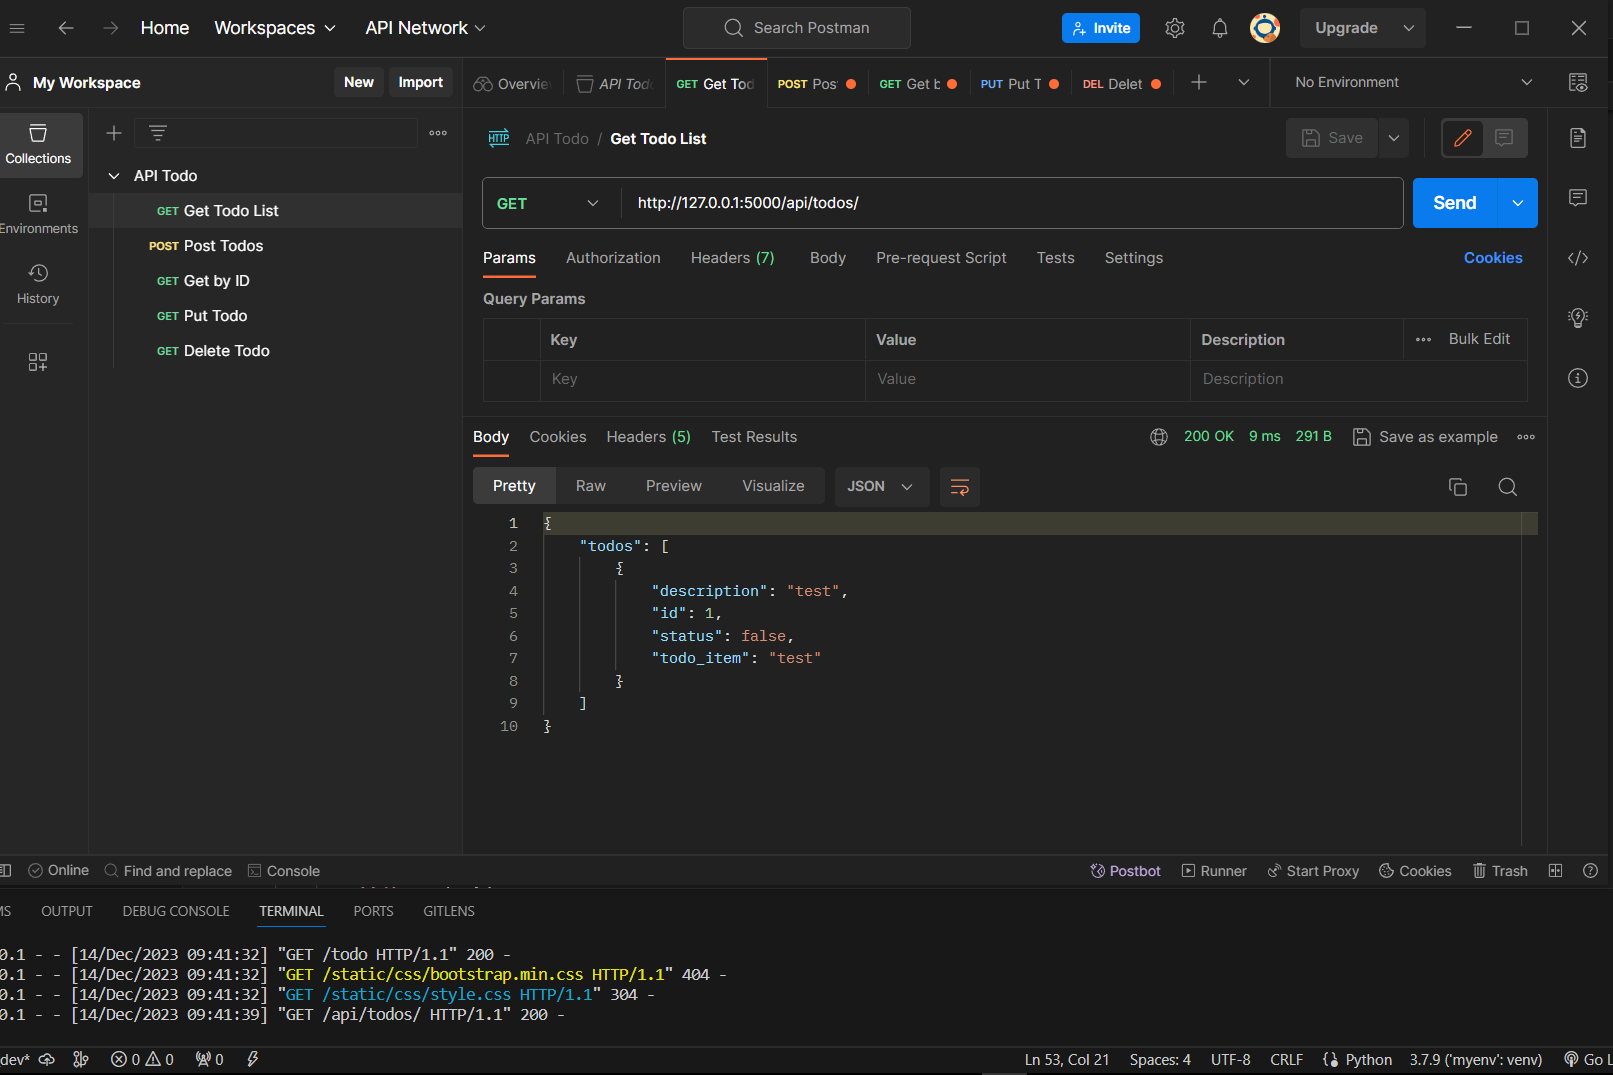 Home Workspaces API Network Search Postman Invite Upgrade
My Workspace New Import Overvie API Tod GET Get Tod POST Pos GET Get b PUT Put T DEL Delet No Environment
Collections
Environments
History
API Todo
GET Get Todo List
POST Post Todos
GET Get by ID
GET Put Todo
GET Delete Todo
HTTP API Todo / Get Todo List Save
GET http://127.0.0.1:5000/api/todos/ Send
Params Authorization Headers (7) Body Pre-request Script Tests Settings Cookies
Query Params
Key Value Description Bulk Edit
Key Value Description
Body Cookies Headers (5) Test Results 200 OK 9 ms 291 B Save as example
Pretty Raw Preview Visualize JSON
1 {
2 "todos": [
3 {
4 "description": "test",
5 "id": 1,
6 "status": false,
7 "todo_item": "test"
8 }
9 ]
10 }
Online Find and replace Console Postbot Runner Start Proxy Cookies Trash
MS OUTPUT DEBUG CONSOLE TERMINAL PORTS GITLENS
0.1 - - [14/Dec/2023 09:41:32] "GET /todo HTTP/1.1" 200 -
0.1 - - [14/Dec/2023 09:41:32] "GET /static/css/bootstrap.min.css HTTP/1.1" 404 -
0.1 - - [14/Dec/2023 09:41:32] "GET /static/css/style.css HTTP/1.1" 304 -
0.1 - - [14/Dec/2023 09:41:39] "GET /api/todos/ HTTP/1.1" 200 -
dev* 0 0 0 Ln 53, Col 21 Spaces: 4 UTF-8 CRLF Python 3.7.9 ('myenv': venv) Go L